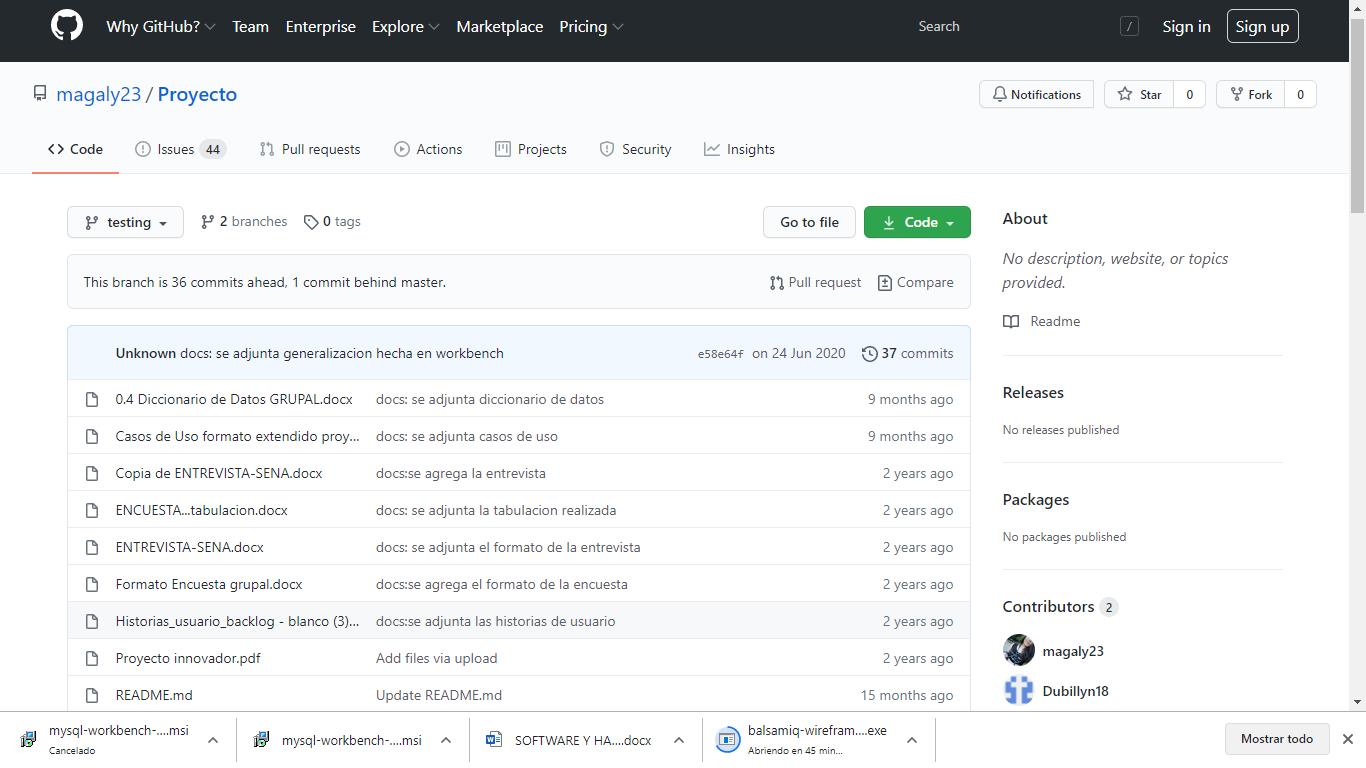 Why GitHub? Team Enterprise Explore Marketplace Pricing Search / Sign in Sign up
magaly23 / Proyecto Notifications Star 0 Fork 0
Code Issues 44 Pull requests Actions Projects Security Insights
testing 2 branches 0 tags Go to file Code
This branch is 36 commits ahead, 1 commit behind master. Pull request Compare
Unknown docs: se adjunta generalizacion hecha en workbench e58e64f on 24 Jun 2020 37 commits
0.4 Diccionario de Datos GRUPAL.docx docs: se adjunta diccionario de datos 9 months ago
Casos de Uso formato extendido proy... docs: se adjunta casos de uso 9 months ago
Copia de ENTREVISTA-SENA.docx docs:se agrega la entrevista 2 years ago
ENCUESTA...tabulacion.docx docs: se adjunta la tabulacion realizada 2 years ago
ENTREVISTA-SENA.docx docs: se adjunta el formato de la entrevista 2 years ago
Formato Encuesta grupal.docx docs:se agrega el formato de la encuesta 2 years ago
Historias_usuario_backlog - blanco (3)... docs:se adjunta las historias de usuario 2 years ago
Proyecto innovador.pdf Add files via upload 2 years ago
README.md Update README.md 15 months ago
About
No description, website, or topics
provided.
Readme
Releases
No releases published
Packages
No packages published
Contributors 2
magaly23
Dubillyn18
mysql-workbench-....msi
Cancelado
mysql-workbench-....msi
SOFTWARE Y HA....docx
balsamiq-wirefram....exe
Abriendo en 45 min...
Mostrar todo